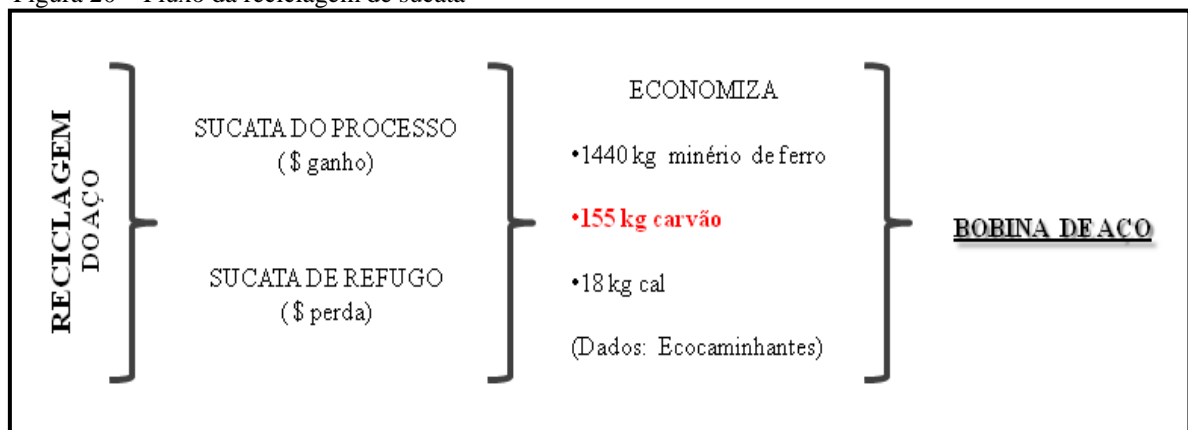 Figura – Fluxo da reciclagem de sucata
RECICLAGEM
DO AÇO
SUCATA DO PROCESSO
($ ganho)
SUCATA DE REFUGO
($ perda)
ECONOMIZA
•1440 kg minério de ferro
•155 kg carvão
•18 kg cal
(Dados: Ecocaminhantes)
BOBINA DE AÇO